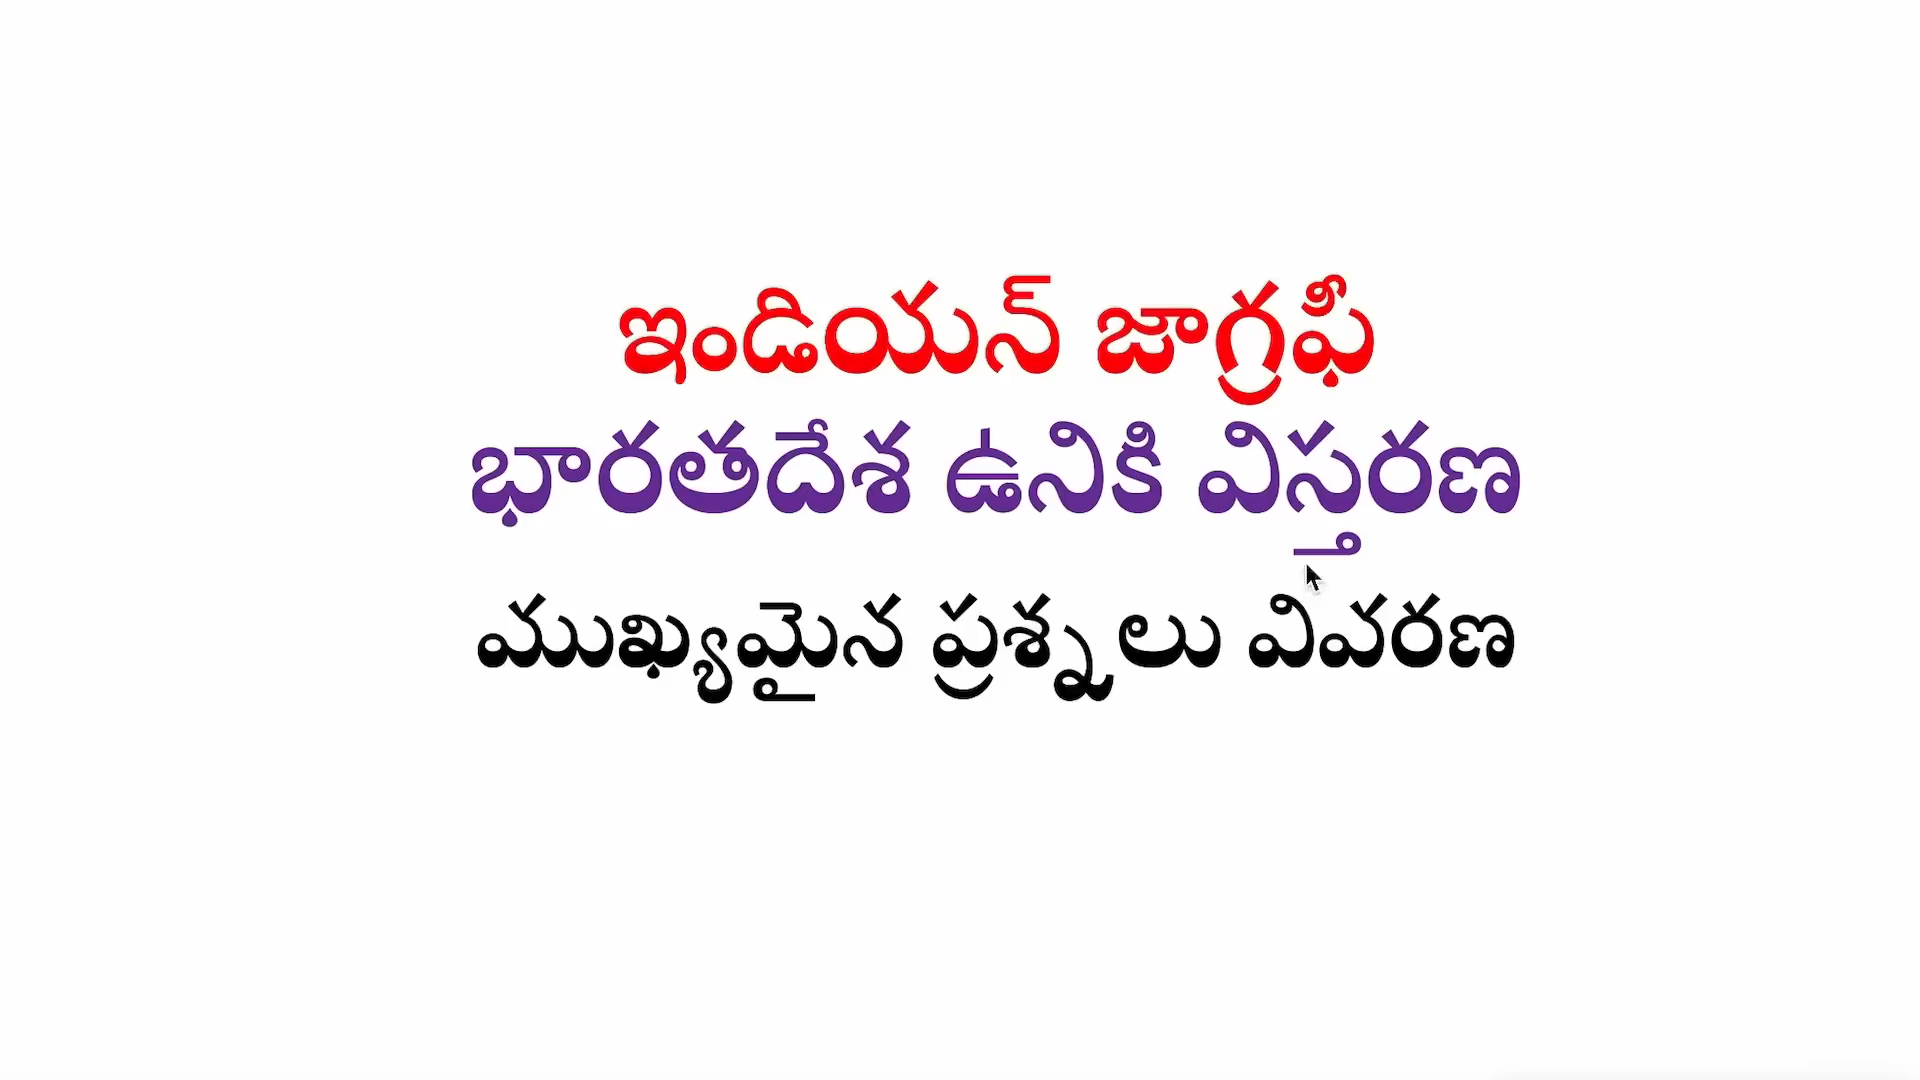 ఇండియన్ జాగ్రఫీ
భారతదేశ ఉనికి విస్తరణ
ముఖ్యమైన ప్రశ్నలు వివరణ